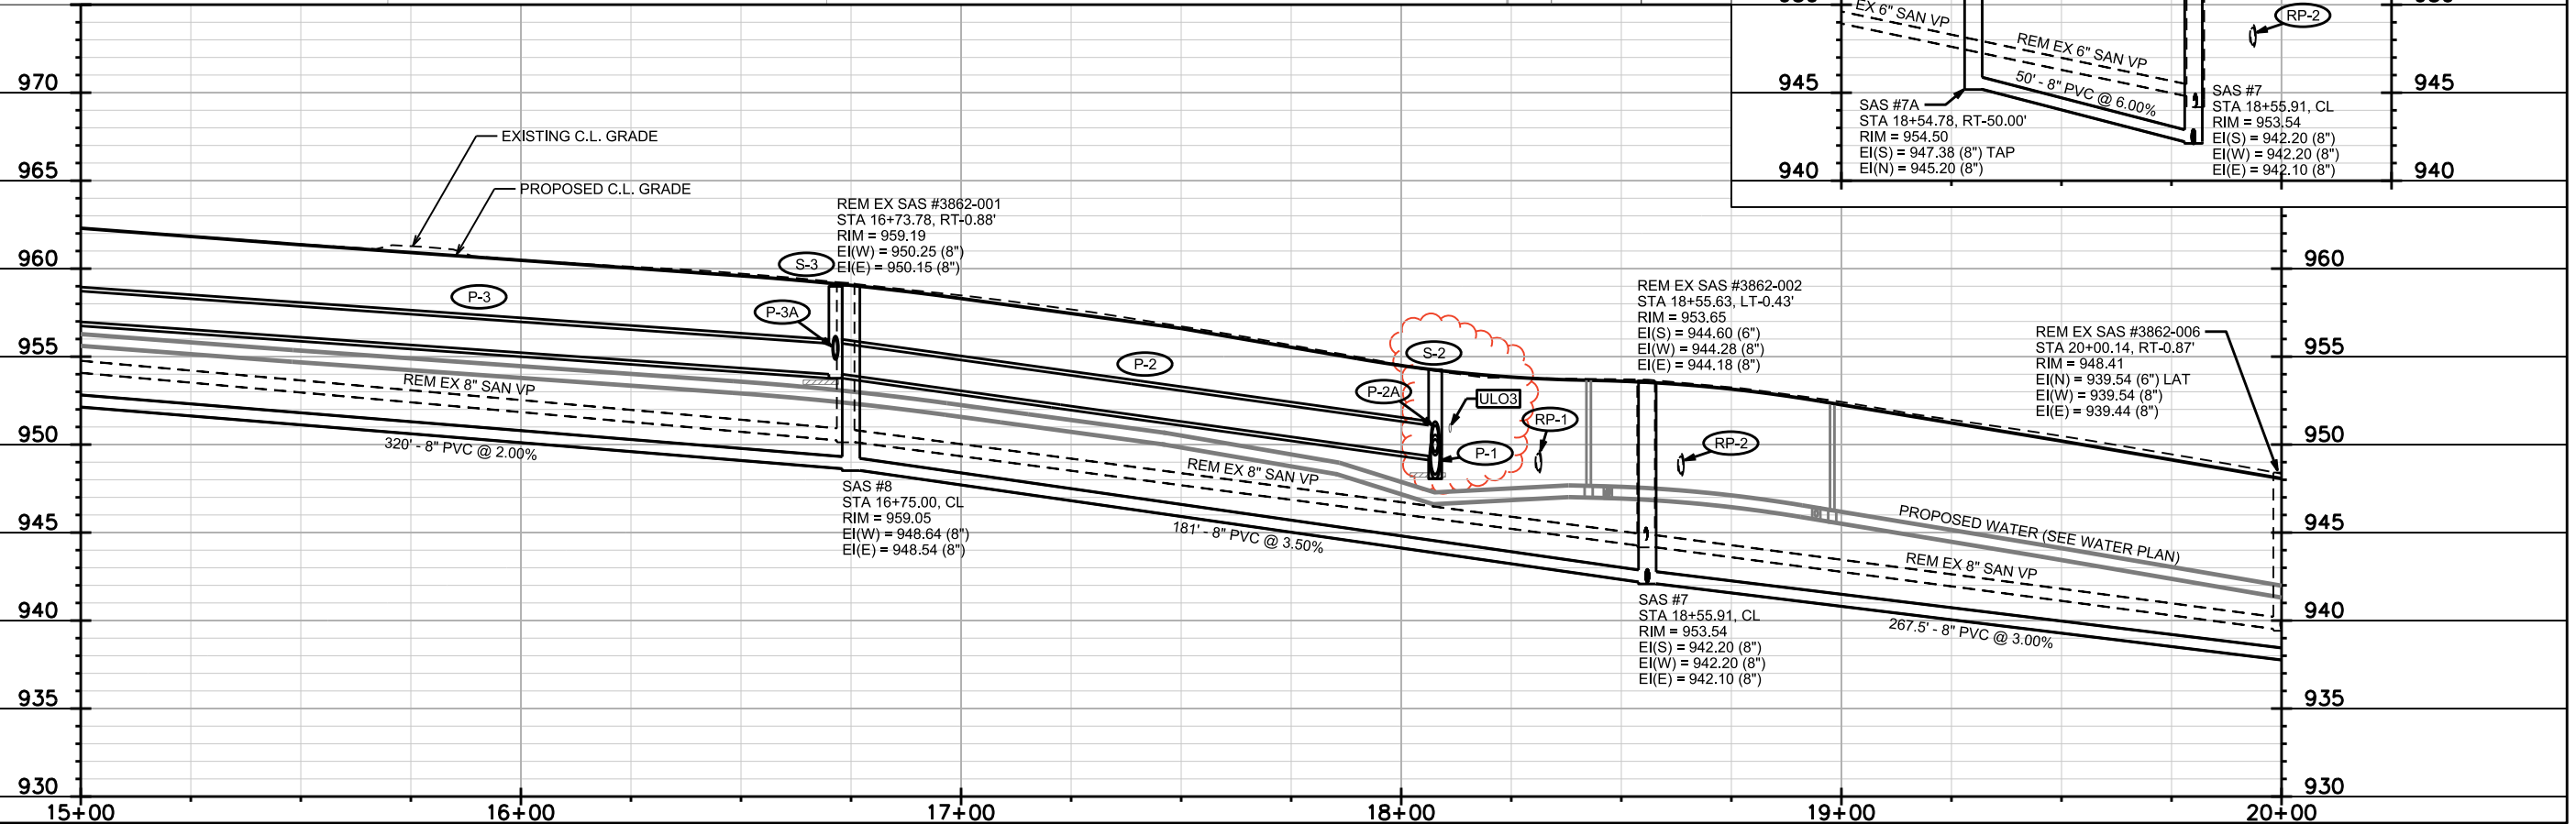 970
965
960
955
950
945
940
935
930
EXISTING C.L. GRADE
PROPOSED C.L. GRADE
P-3
S-3
P-3A
REM EX SAS #3862-001
STA 16+73.78, RT-0.88'
RIM = 959.19
EI(W) = 950.25 (8")
EI(E) = 950.15 (8")
REM EX 8" SAN VP
320' - 8" PVC @ 2.00%
SAS #8
STA 16+75.00, CL
RIM = 959.05
EI(W) = 948.64 (8")
EI(E) = 948.54 (8")
P-2
REM EX 8" SAN VP
181' - 8" PVC @ 3.50%
S-2
P-2A
ULO3
P-1
RP-1
REM EX SAS #3862-002
STA 18+55.63, LT-0.43'
RIM = 953.65
EI(S) = 944.60 (6")
EI(W) = 944.28 (8")
EI(E) = 944.18 (8")
RP-2
SAS #7
STA 18+55.91, CL
RIM = 953.54
EI(S) = 942.20 (8")
EI(W) = 942.20 (8")
EI(E) = 942.10 (8")
PROPOSED WATER (SEE WATER PLAN)
REM EX 8" SAN VP
267.5' - 8" PVC @ 3.00%
REM EX SAS #3862-006
STA 20+00.14, RT-0.87'
RIM = 948.41
EI(N) = 939.54 (6") LAT
EI(W) = 939.54 (8")
EI(E) = 939.44 (8")
EX 6" SAN VP
REM EX 6" SAN VP
50' - 8" PVC @ 6.00%
RP-2
945
945
940
940
SAS #7A
STA 18+54.78, RT-50.00'
RIM = 954.50
EI(S) = 947.38 (8") TAP
EI(N) = 945.20 (8")
SAS #7
STA 18+55.91, CL
RIM = 953.54
EI(S) = 942.20 (8")
EI(W) = 942.20 (8")
EI(E) = 942.10 (8")
960
955
950
945
940
935
930
15+00
16+00
17+00
18+00
19+00
20+00